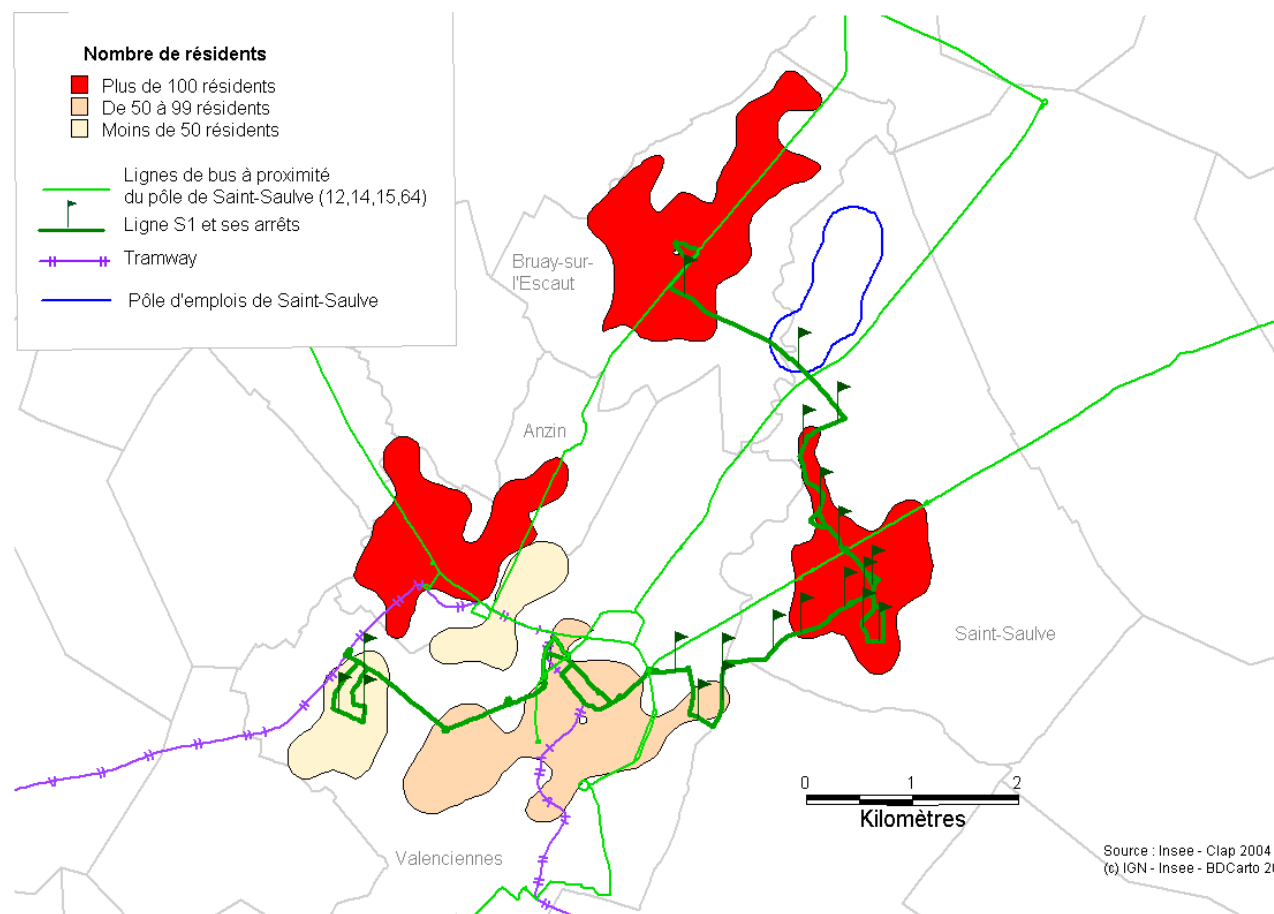 Nombre de résidents
Plus de 100 résidents
De 50 à 99 résidents
Moins de 50 résidents
Lignes de bus à proximité
du pôle de Saint-Saulve (12,14,15,64)
Ligne S1 et ses arrêts
Tramway
Pôle d'emplois de Saint-Saulve
Bruay-sur-
l'Escaut
Anzin
Saint-Saulve
Valenciennes
0 1 2
Kilomètres
Source : Insee - Clap 2004
(c) IGN - Insee - BDCarto